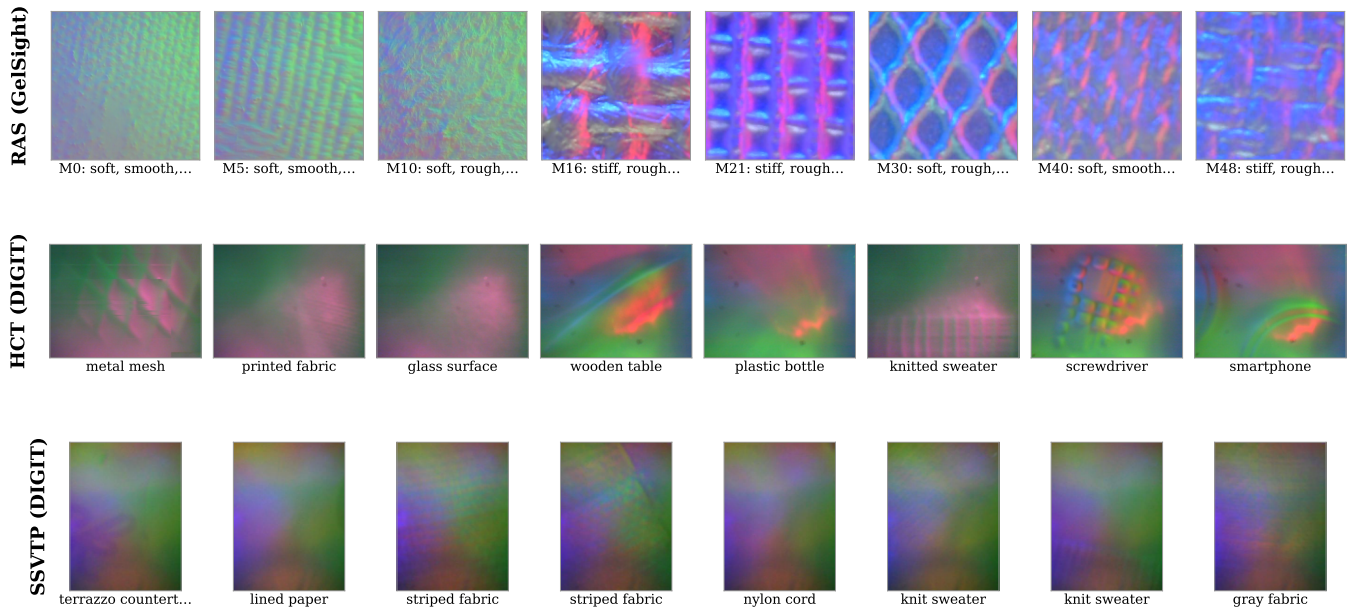 RAS (GelSight)
M0: soft, smooth,...
M5: soft, smooth,...
M10: soft, rough,...
M16: stiff, rough...
M21: stiff, rough...
M30: soft, rough,...
M40: soft, smooth...
M48: stiff, rough...
HCT (DIGIT)
metal mesh
printed fabric
glass surface
wooden table
plastic bottle
knitted sweater
screwdriver
smartphone
SSVTP (DIGIT)
terrazzo countert...
lined paper
striped fabric
striped fabric
nylon cord
knit sweater
knit sweater
gray fabric